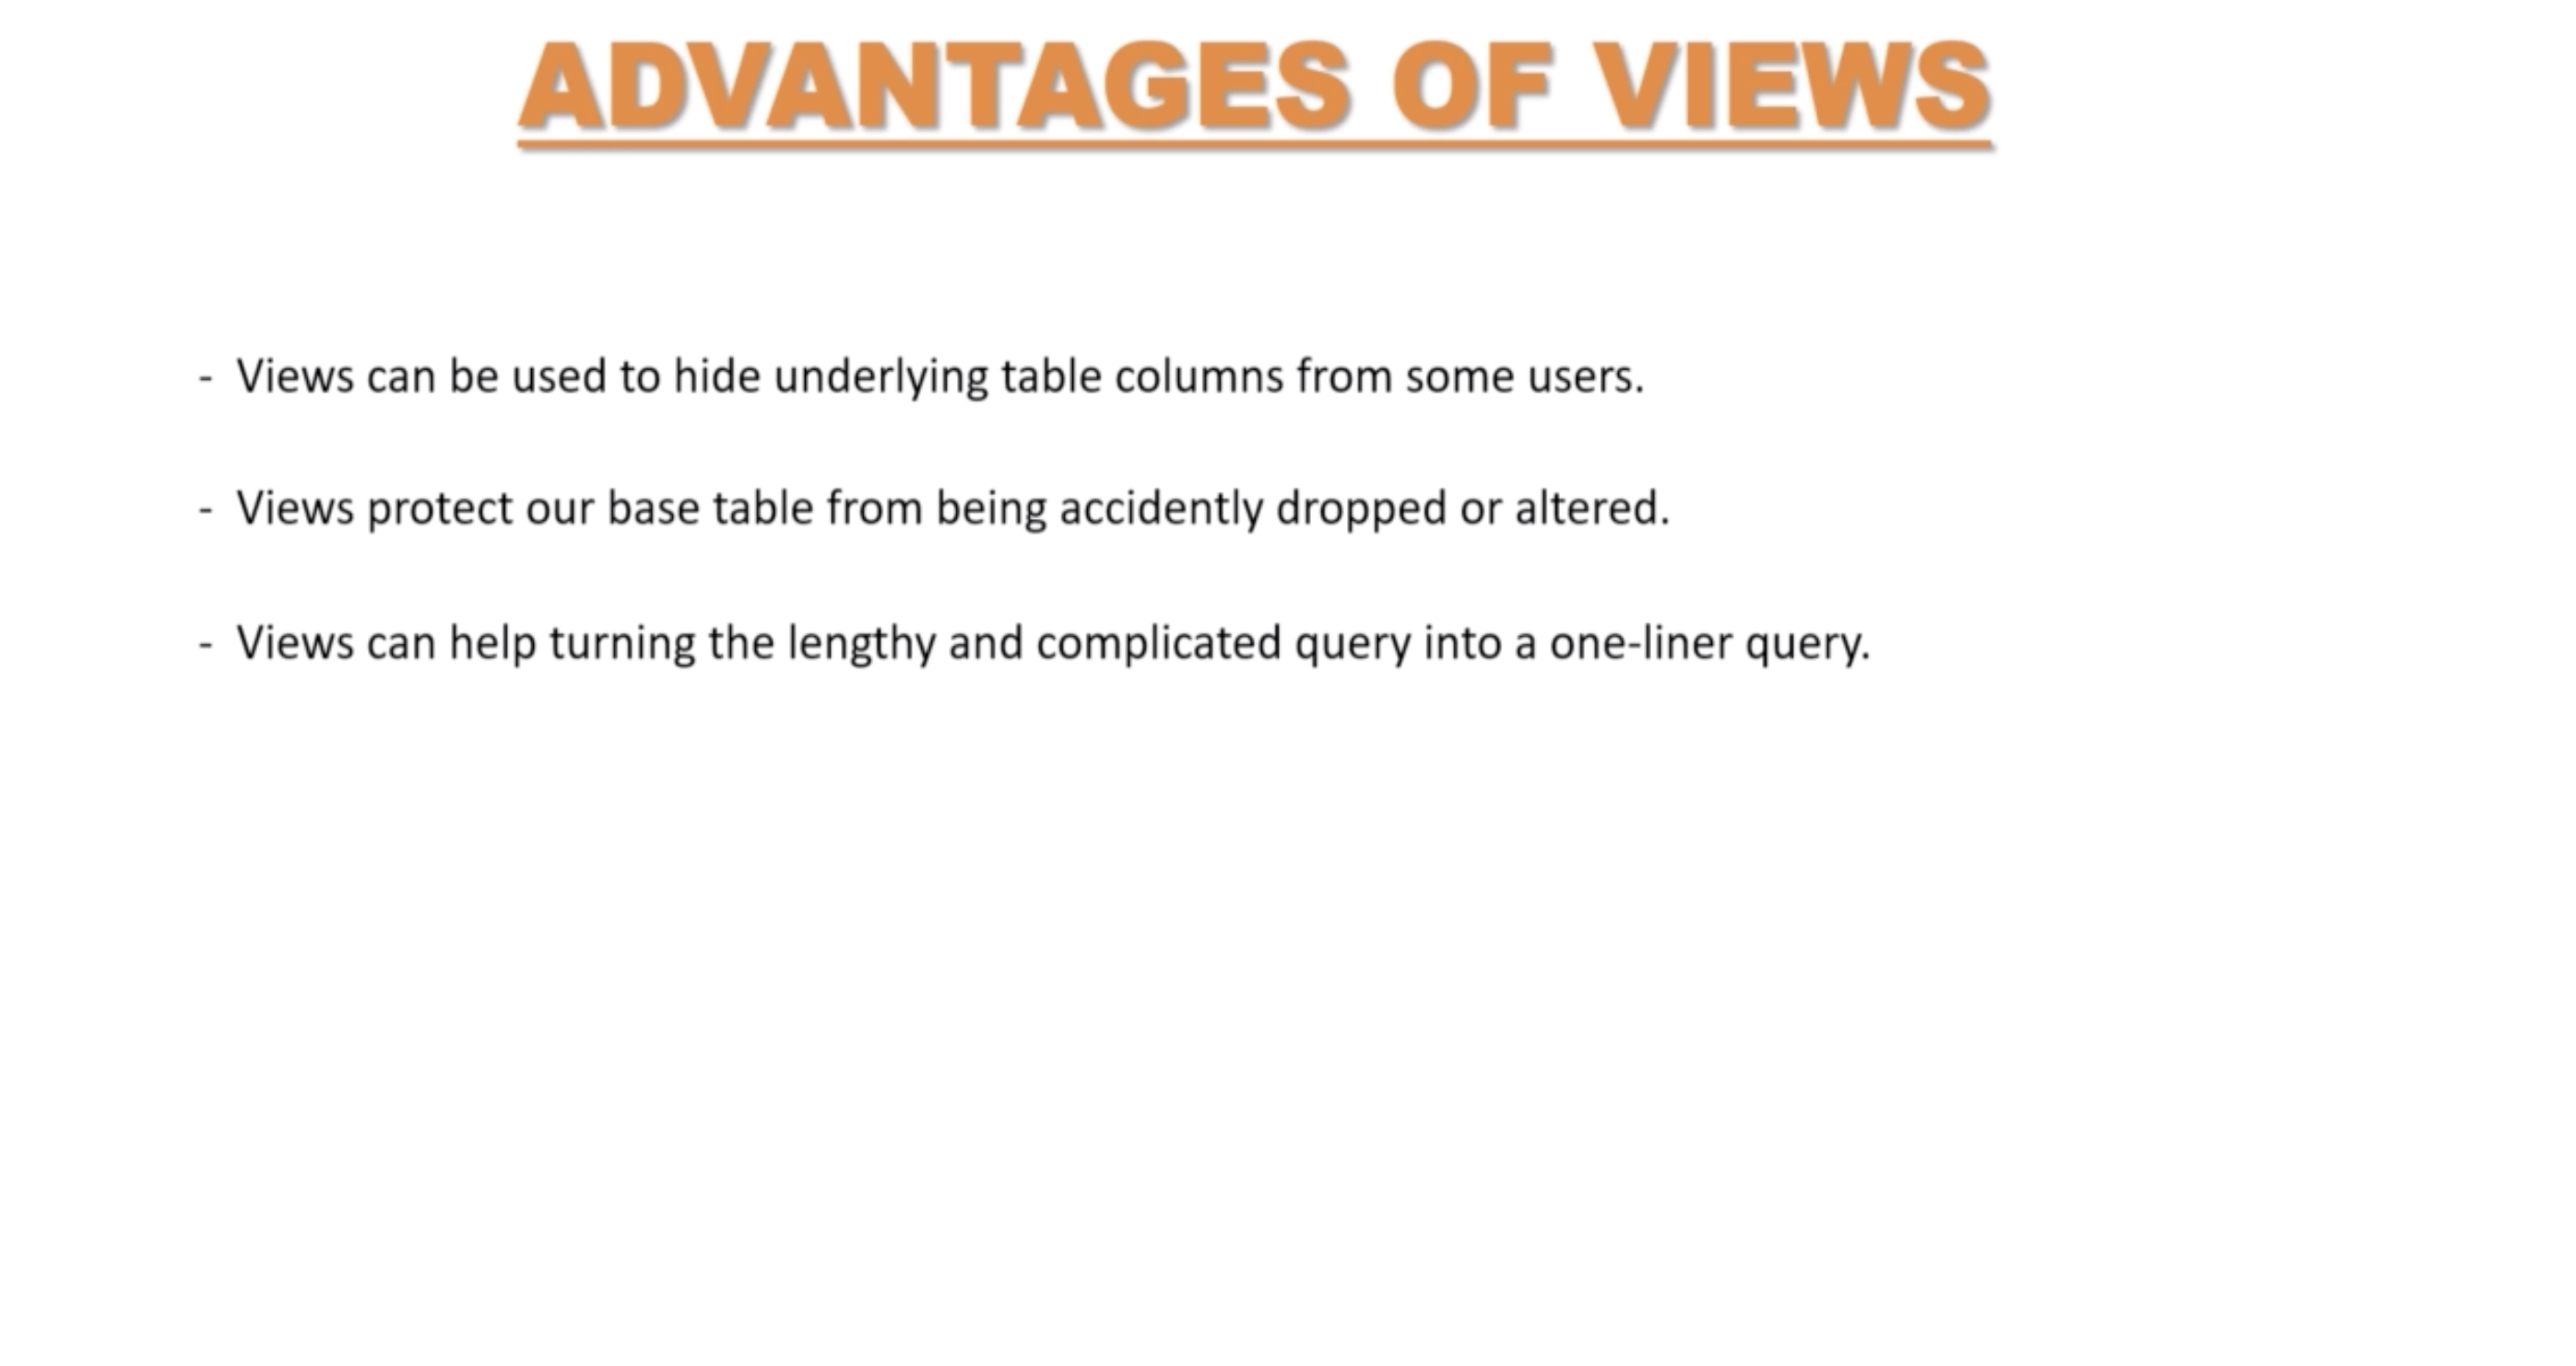 ADVANTAGES OF VIEWS
- Views can be used to hide underlying table columns from some users.
- Views protect our base table from being accidently dropped or altered.
- Views can help turning the lengthy and complicated query into a one-liner query.